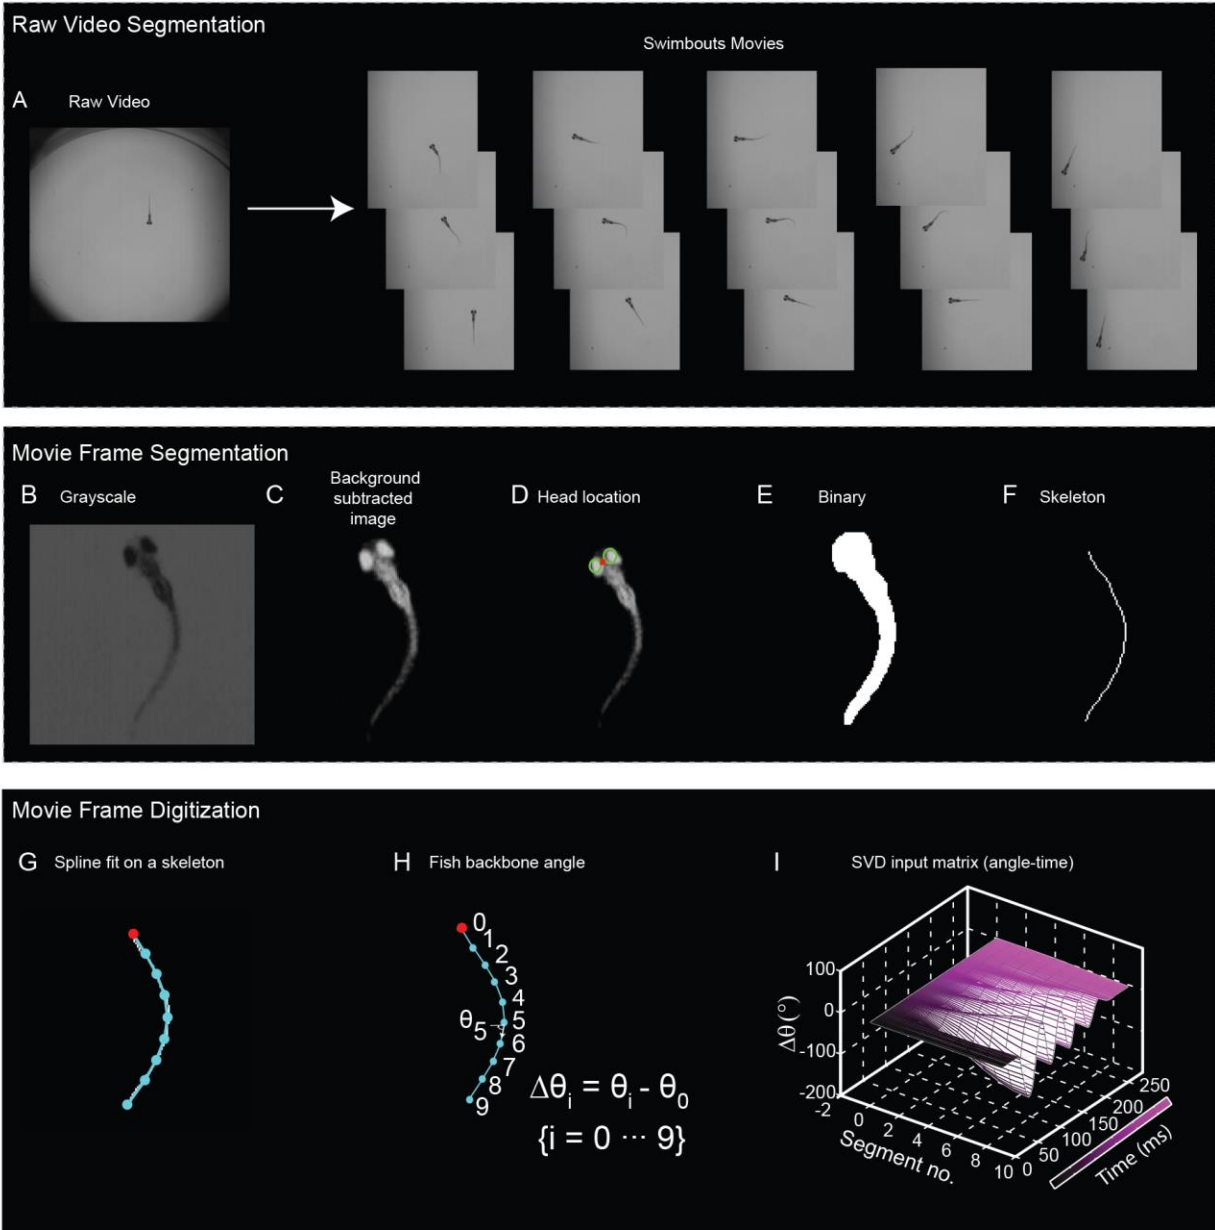 Raw Video Segmentation
Swimbouts Movies
A Raw Video
Movie Frame Segmentation
B Grayscale
C Background
subtracted
image
D Head location
E Binary
F Skeleton
Movie Frame Digitization
G Spline fit on a skeleton
H Fish backbone angle
0
1
2
3
4
θ5
5
6
7
8
9
Δθi = θi - θ0
{i = 0 ··· 9}
I SVD input matrix (angle-time)
Δθ (°)
100
0
-100
-200
-2
0
2
4
6
8
10
Segment no.
0
50
100
150
200
250
Time (ms)